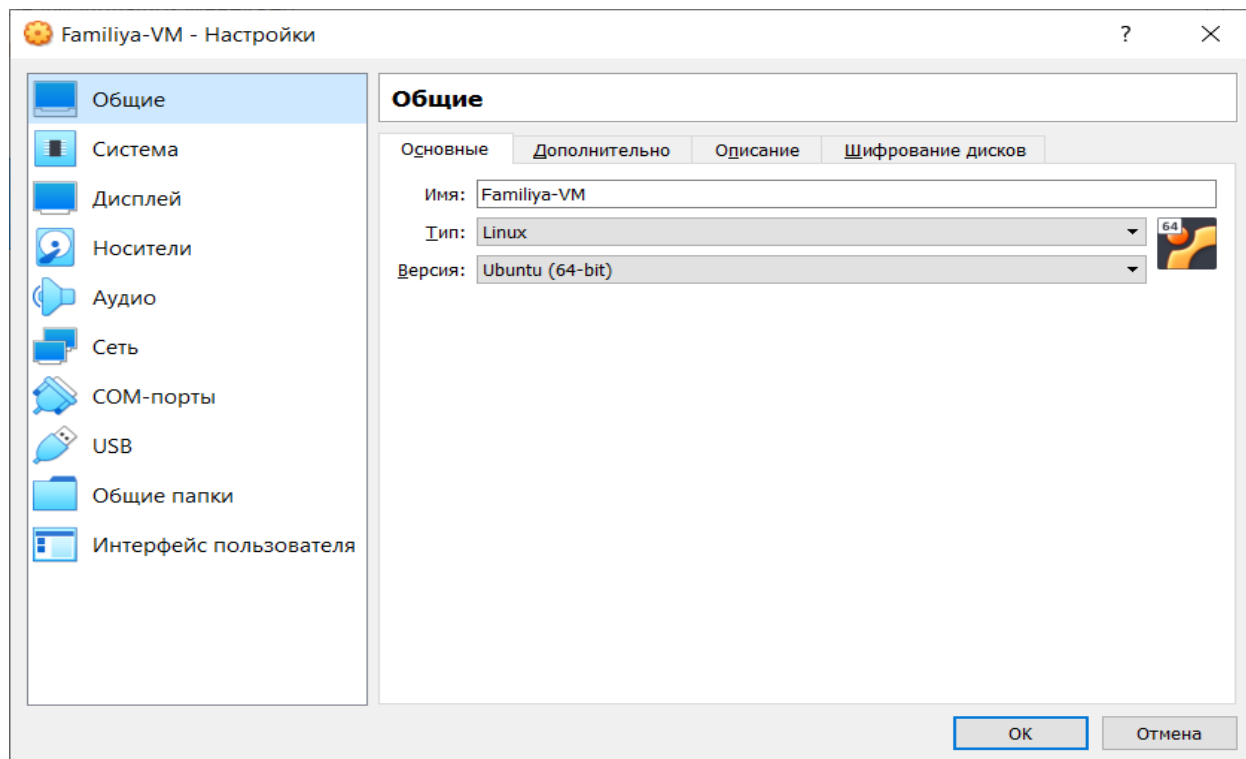 Familiya-VM - Настройки
?
Общие
Система
Дисплей
Носители
Аудио
Сеть
COM-порты
USB
Общие папки
Интерфейс пользователя
Общие
Основные Дополнительно Описание Шифрование дисков
Имя: Familiya-VM
Тип: Linux
Версия: Ubuntu (64-bit)
64
OK Отмена